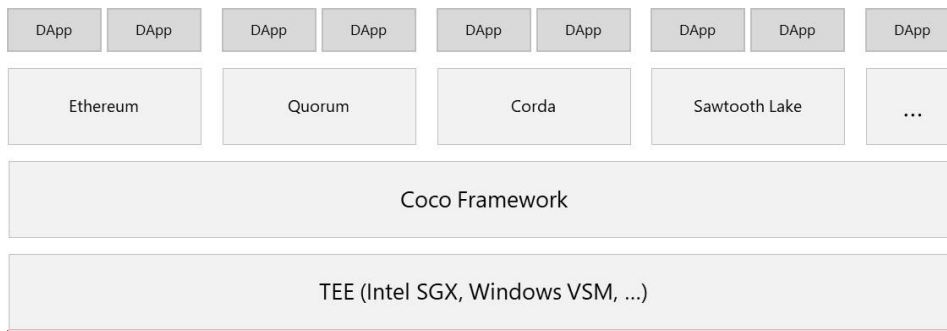 DApp DApp DApp DApp DApp DApp DApp DApp DApp
Ethereum Quorum Corda Sawtooth Lake ...
Coco Framework
TEE (Intel SGX, Windows VSM, ...)